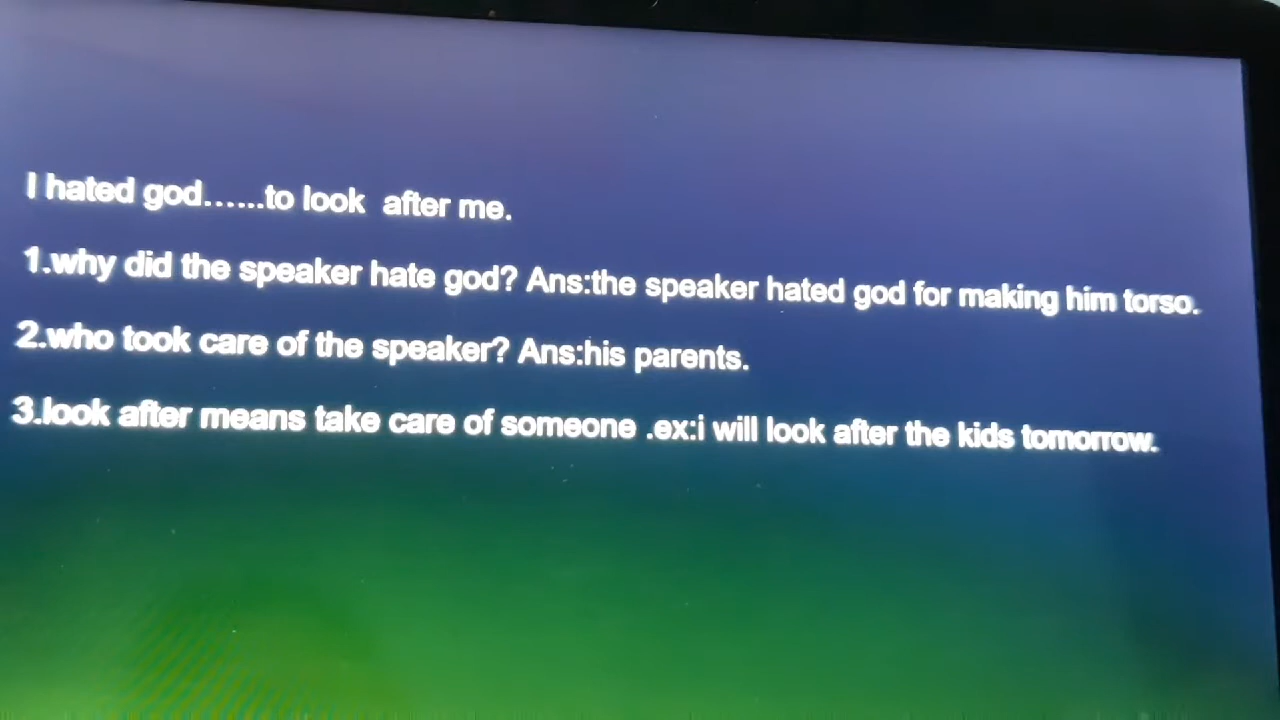 I hated god......to look after me.
1.why did the speaker hate god? Ans:the speaker hated god for making him torso.
2.who took care of the speaker? Ans:his parents.
3.look after means take care of someone .ex:i will look after the kids tomorrow.